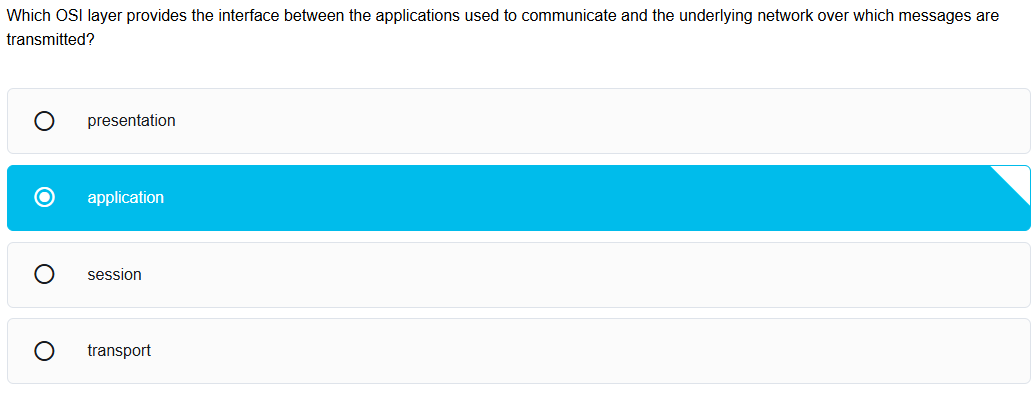 Which OSI layer provides the interface between the applications used to communicate and the underlying network over which messages are
transmitted?
presentation
application
session
transport